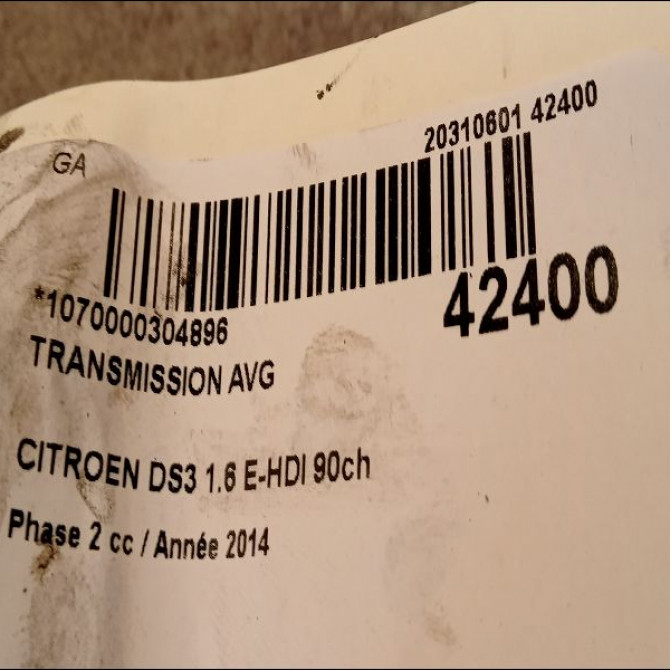 20310601 42400
GA
*1070000304896
42400
TRANSMISSION AVG
CITROEN DS3 1.6 E-HDI 90ch
Phase 2 cc / Année 2014